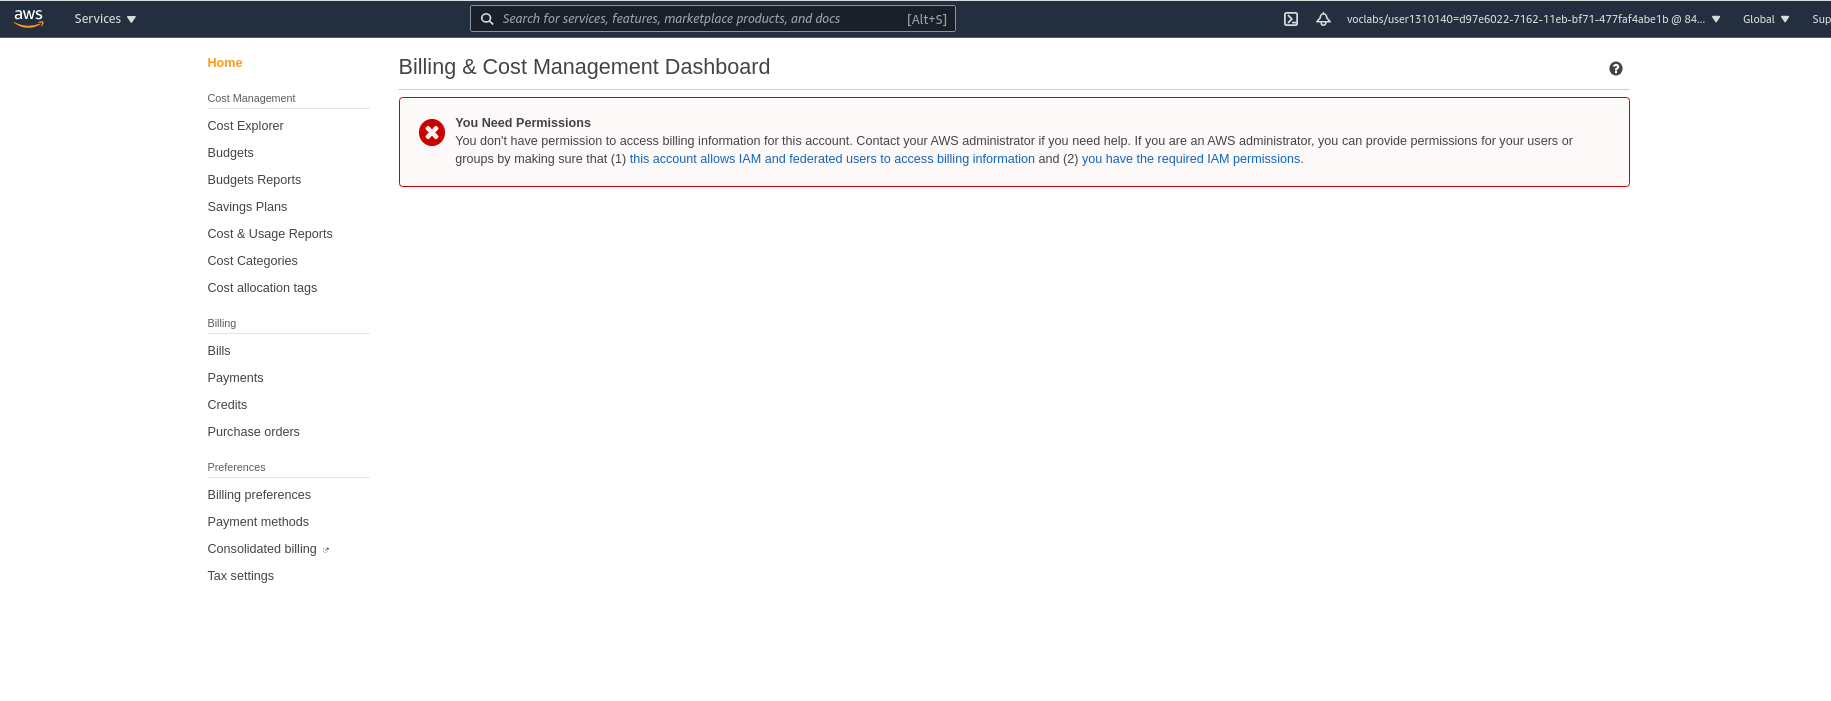 aws
Services
Search for services, features, marketplace products, and docs
[Alt+S]
voclabs/user1310140=d97e6022-7162-11eb-bf71-477faf4abe1b @ 84...
Global
Sup
Home
Cost Management
Cost Explorer
Budgets
Budgets Reports
Savings Plans
Cost & Usage Reports
Cost Categories
Cost allocation tags
Billing
Bills
Payments
Credits
Purchase orders
Preferences
Billing preferences
Payment methods
Consolidated billing
Tax settings
Billing & Cost Management Dashboard
You Need Permissions
You don't have permission to access billing information for this account. Contact your AWS administrator if you need help. If you are an AWS administrator, you can provide permissions for your users or
groups by making sure that (1) this account allows IAM and federated users to access billing information and (2) you have the required IAM permissions.